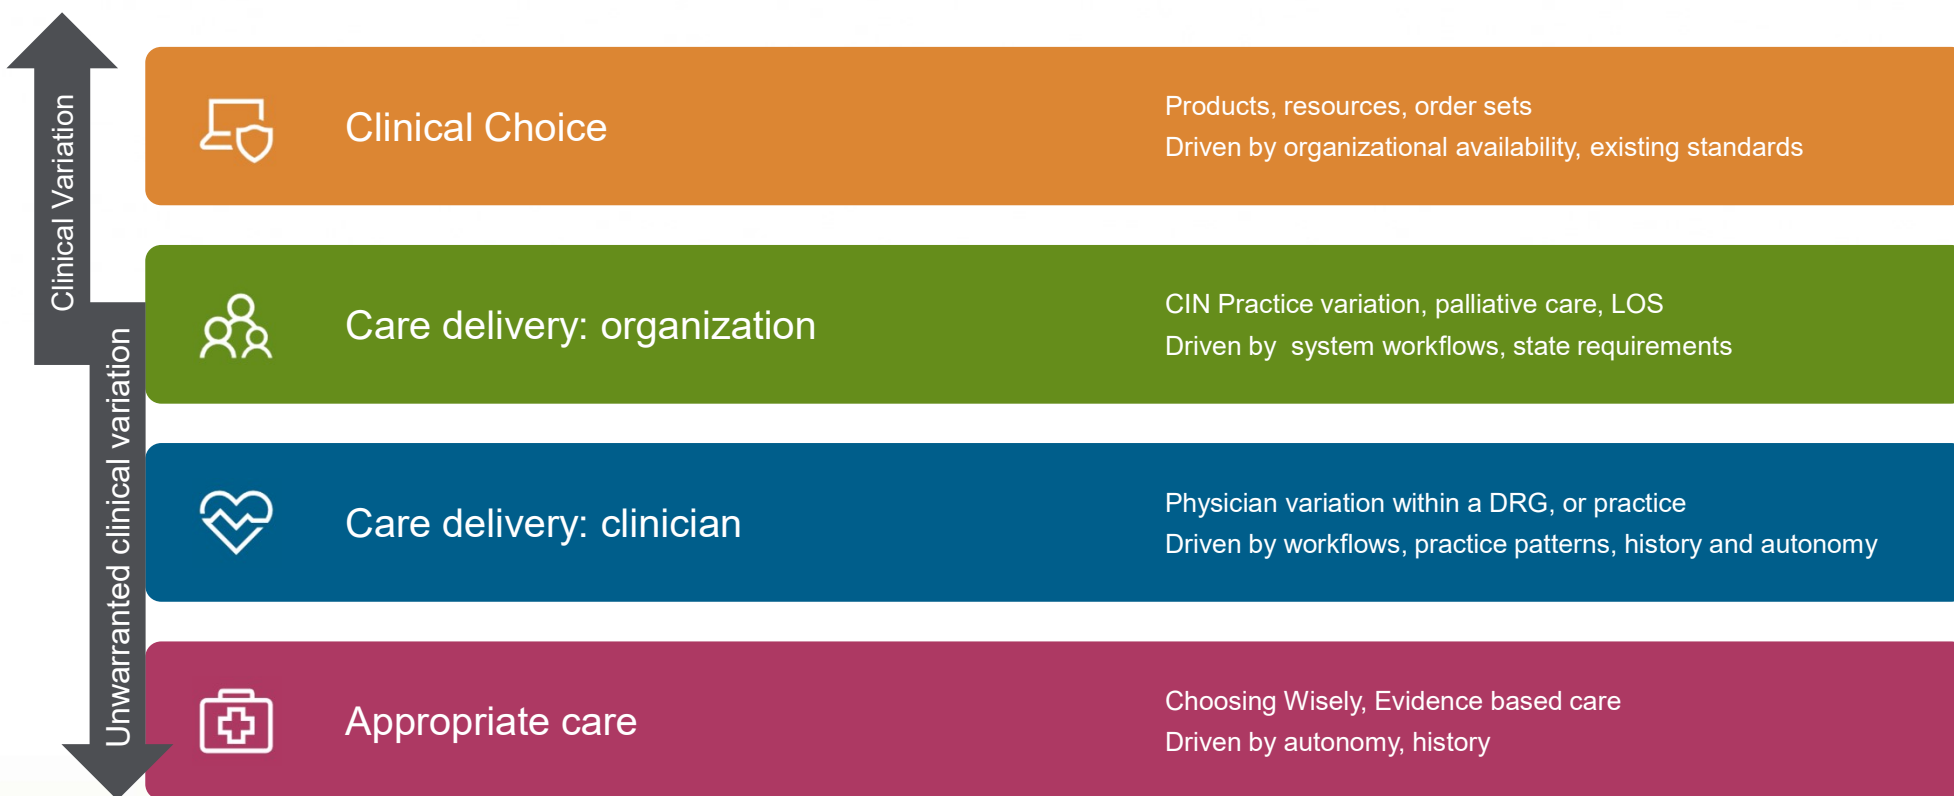 Clinical Variation
Unwarranted clinical variation
Clinical Choice
Products, resources, order sets
Driven by organizational availability, existing standards
Care delivery: organization
CIN Practice variation, palliative care, LOS
Driven by  system workflows, state requirements
Care delivery: clinician
Physician variation within a DRG, or practice
Driven by workflows, practice patterns, history and autonomy
Appropriate care
Choosing Wisely, Evidence based care
Driven by autonomy, history